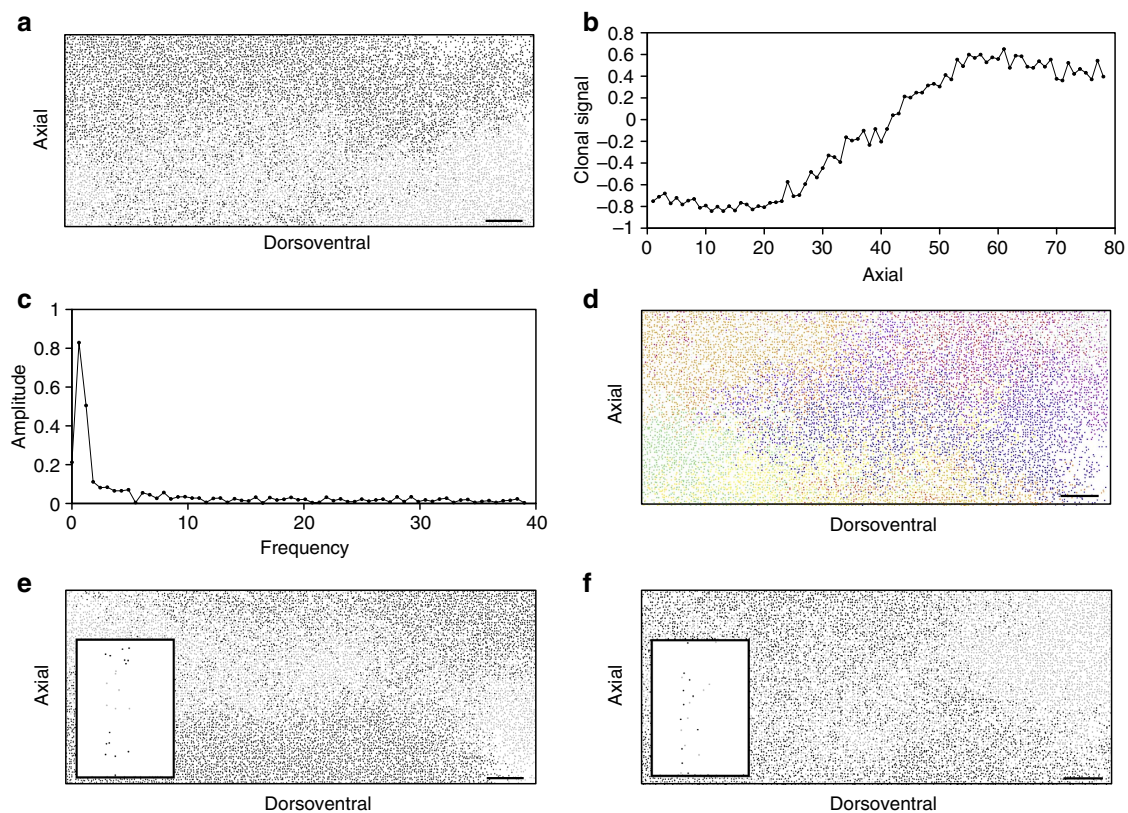 a
Axial
Dorsoventral
b
Clonal signal
0.8
0.6
0.4
0.2
0
–0.2
–0.4
–0.6
–0.8
–1
1
10
20
30
40
50
60
70
80
Axial
c
Amplitude
1
0.8
0.6
0.4
0.2
0
0
10
20
30
40
Frequency
d
Axial
Dorsoventral
e
Axial
Dorsoventral
f
Axial
Dorsoventral